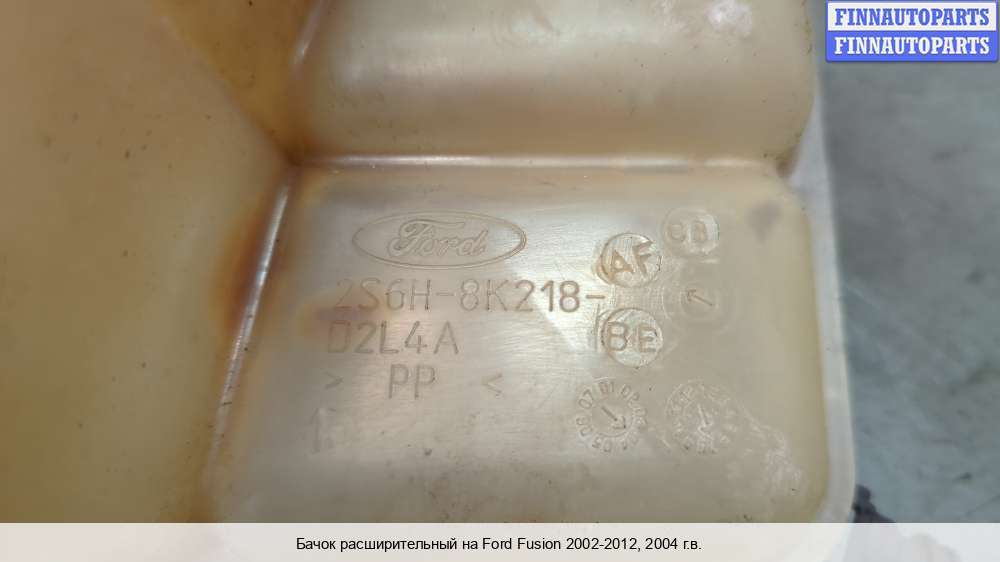 FINNAUTOPARTS
FINNAUTOPARTS
Ford
2S6H-8K218-
AF
BE
D2L4A
> PP <
Бачок расширительный на Ford Fusion 2002-2012, 2004 г.в.